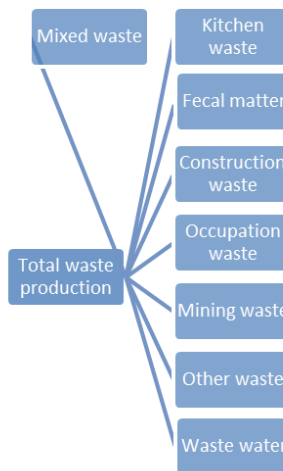 Mixed waste
Kitchen
waste
Fecal matter
Construction
waste
Occupation
waste
Total waste
production
Mining waste
Other waste
Waste water